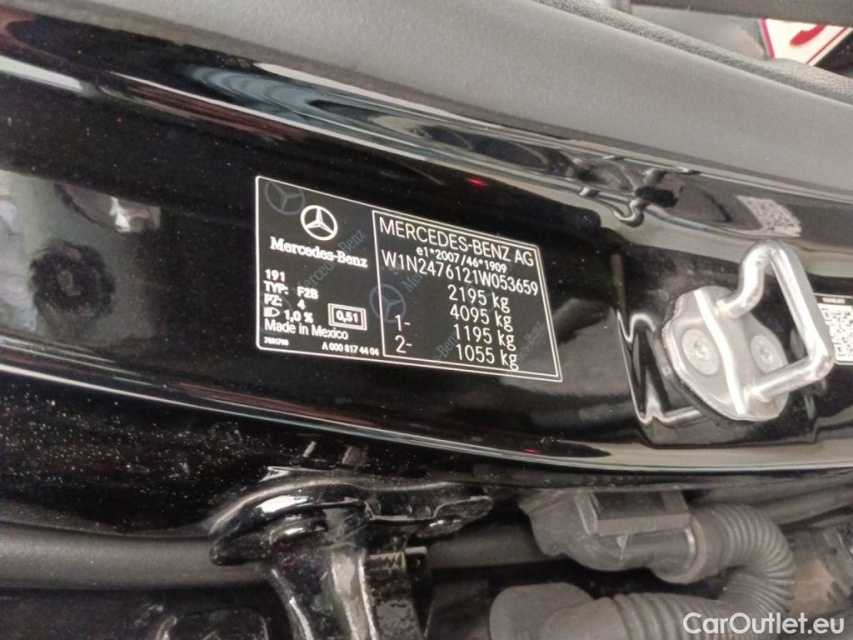 Mercedes-Benz
191
TYP: F2B
PZ: 4
1,0 % 0,51
Made in Mexico
A 000 817 44 04
MERCEDES-BENZ AG
e1*2007/46*1909
W1N2476121W053659
2195 kg
4095 kg
1- 1195 kg
2- 1055 kg
CarOutlet.eu